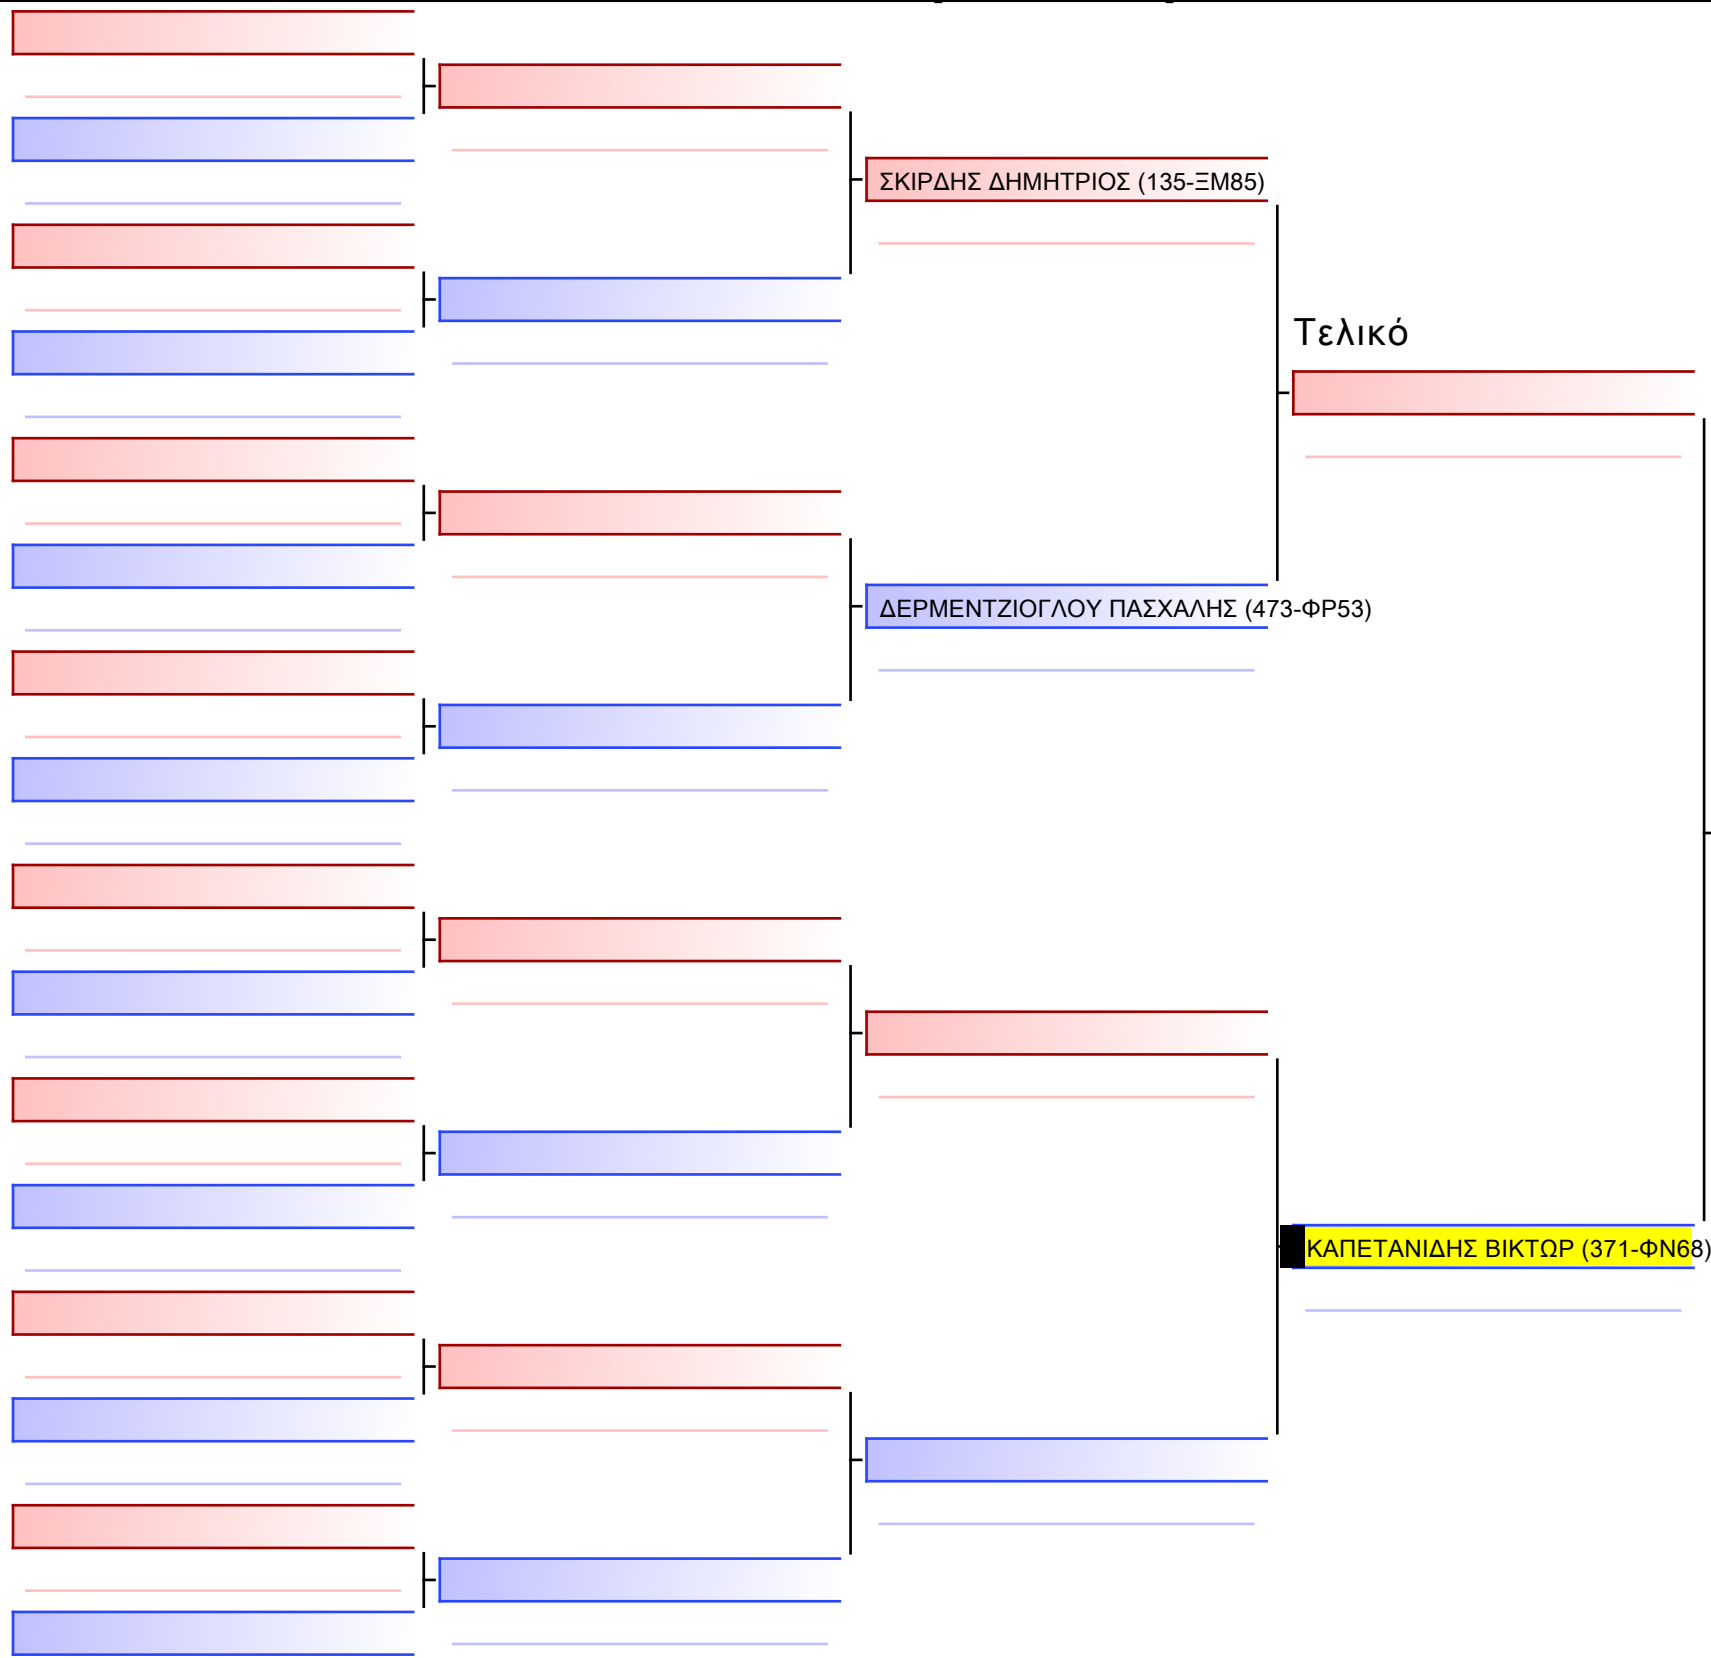 ΣΚΙΡΔΗΣ ΔΗΜΗΤΡΙΟΣ (135-ΞΜ85)
Τελικό
ΔΕΡΜΕΝΤΖΙΟΓΛΟΥ ΠΑΣΧΑΛΗΣ (473-ΦΡ53)
ΚΑΠΕΤΑΝΙΔΗΣ ΒΙΚΤΩΡ (371-ΦΝ68)